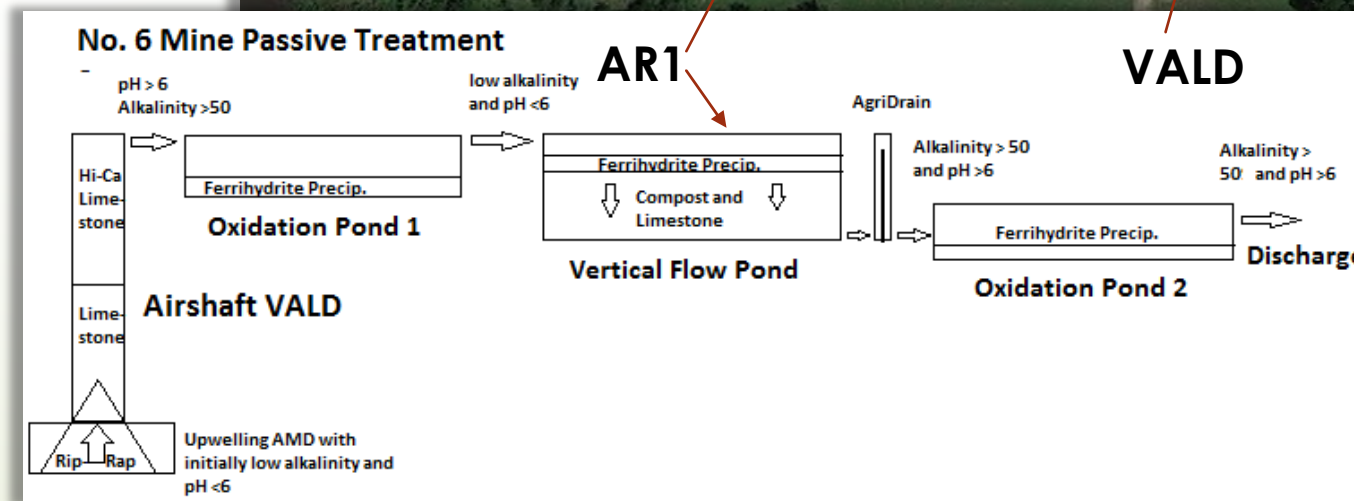 No. 6 Mine Passive Treatment
AR1
VALD
pH > 6
Alkalinity >50
low alkalinity
and pH <6
AgriDrain
Alkalinity > 50
and pH >6
Alkalinity >
50 and pH >6
Hi-Ca
Lime-
stone
Ferrihydrite Precip.
Oxidation Pond 1
Ferrihydrite Precip.
Compost and
Limestone
Vertical Flow Pond
Ferrihydrite Precip.
Oxidation Pond 2
Discharge
Lime-
stone
Airshaft VALD
Rip Rap
Upwelling AMD with
initially low alkalinity and
pH <6